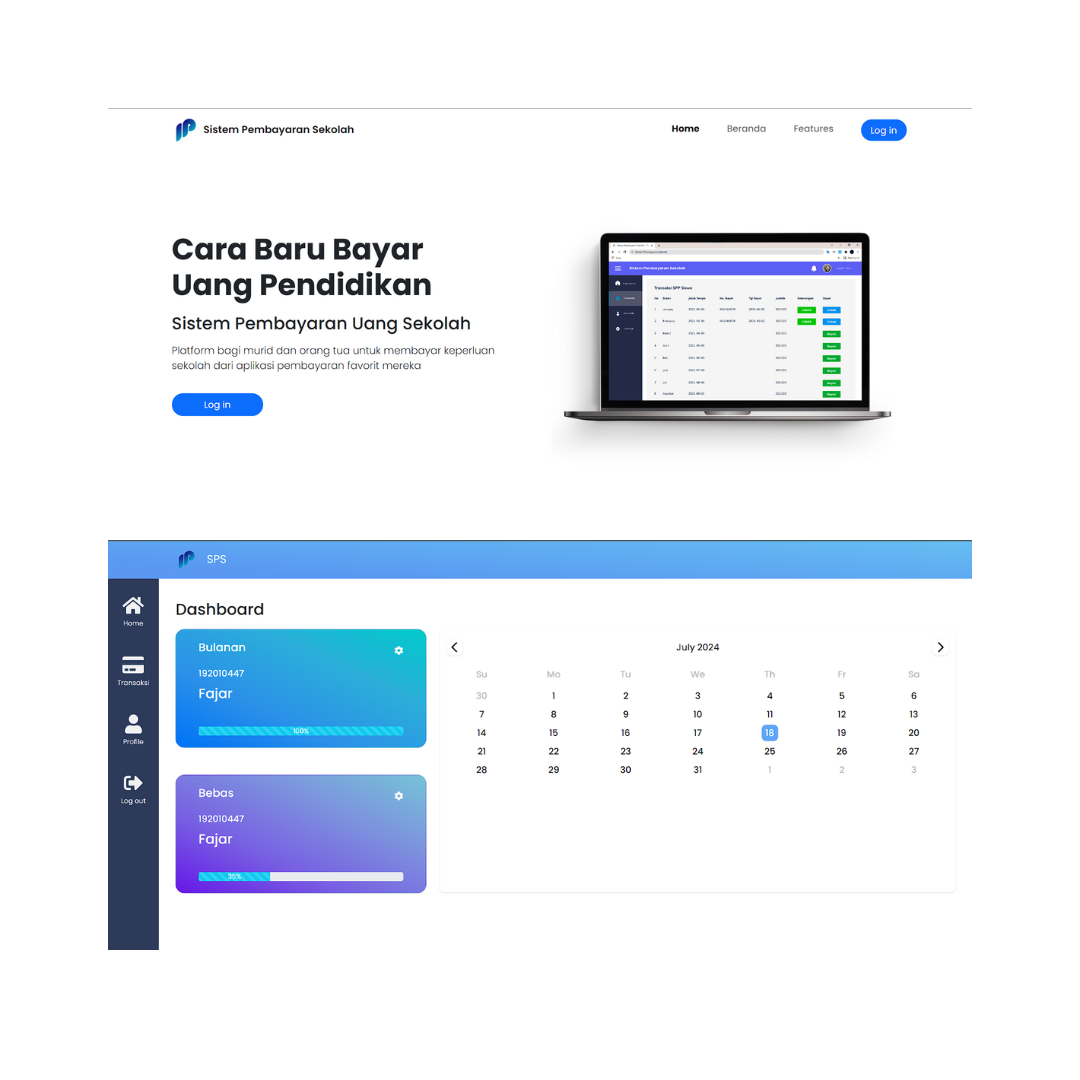 Sistem Pembayaran Sekolah
Home Beranda Features Log in
Cara Baru Bayar
Uang Pendidikan
Sistem Pembayaran Uang Sekolah
Platform bagi murid dan orang tua untuk membayar keperluan
sekolah dari aplikasi pembayaran favorit mereka
Log in
Sistem Pembayaran Sekolah
Transaksi SPP Siswa
SPS
Home
Transaksi
Profile
Log out
Dashboard
Bulanan
192010447
Fajar
100%
Bebas
192010447
Fajar
35%
July 2024
Su Mo Tu We Th Fr Sa
30 1 2 3 4 5 6
7 8 9 10 11 12 13
14 15 16 17 18 19 20
21 22 23 24 25 26 27
28 29 30 31 1 2 3